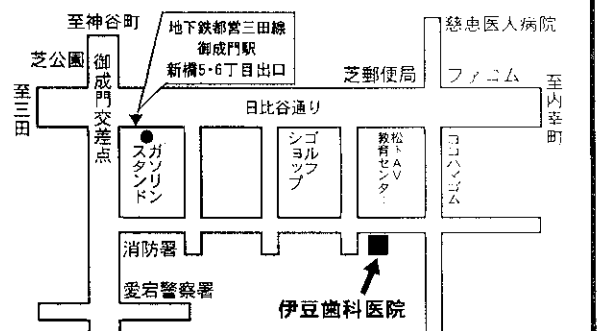 至神谷町
地下鉄都営三田線
御成門駅
新橋5・6丁目出口
慈恵医大病院
芝公園
御成門交差点
芝郵便局
ファコム
至三田
日比谷通り
至内幸町
ガソリン
スタンド
ゴルフ
ショップ
松下AV
教育センター
ヨコハマゴム
消防署
愛宕警察署
伊豆歯科医院